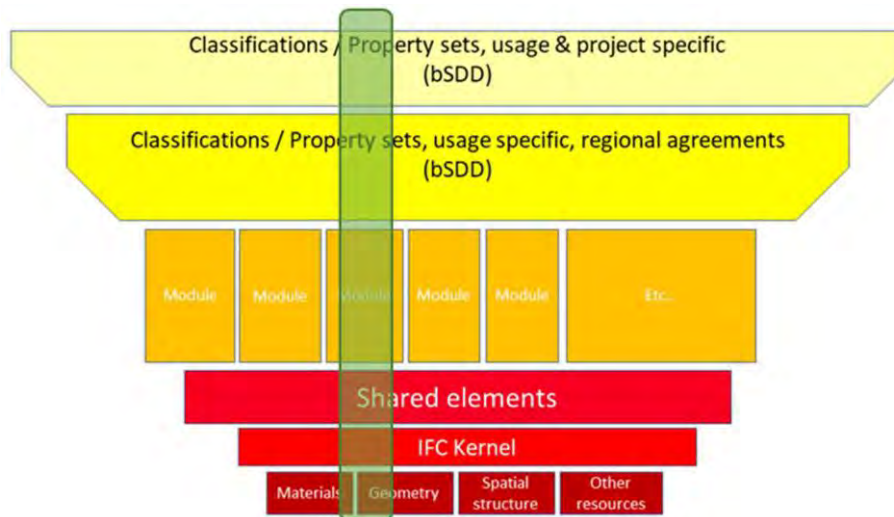 Classifications / Property sets, usage & project specific
(bSDD)
Classifications / Property sets, usage specific, regional agreements
(bSDD)
Module
Module
Module
Module
Module
Etc..
Shared elements
IFC Kernel
Materials
Geometry
Spatial
structure
Other
resources